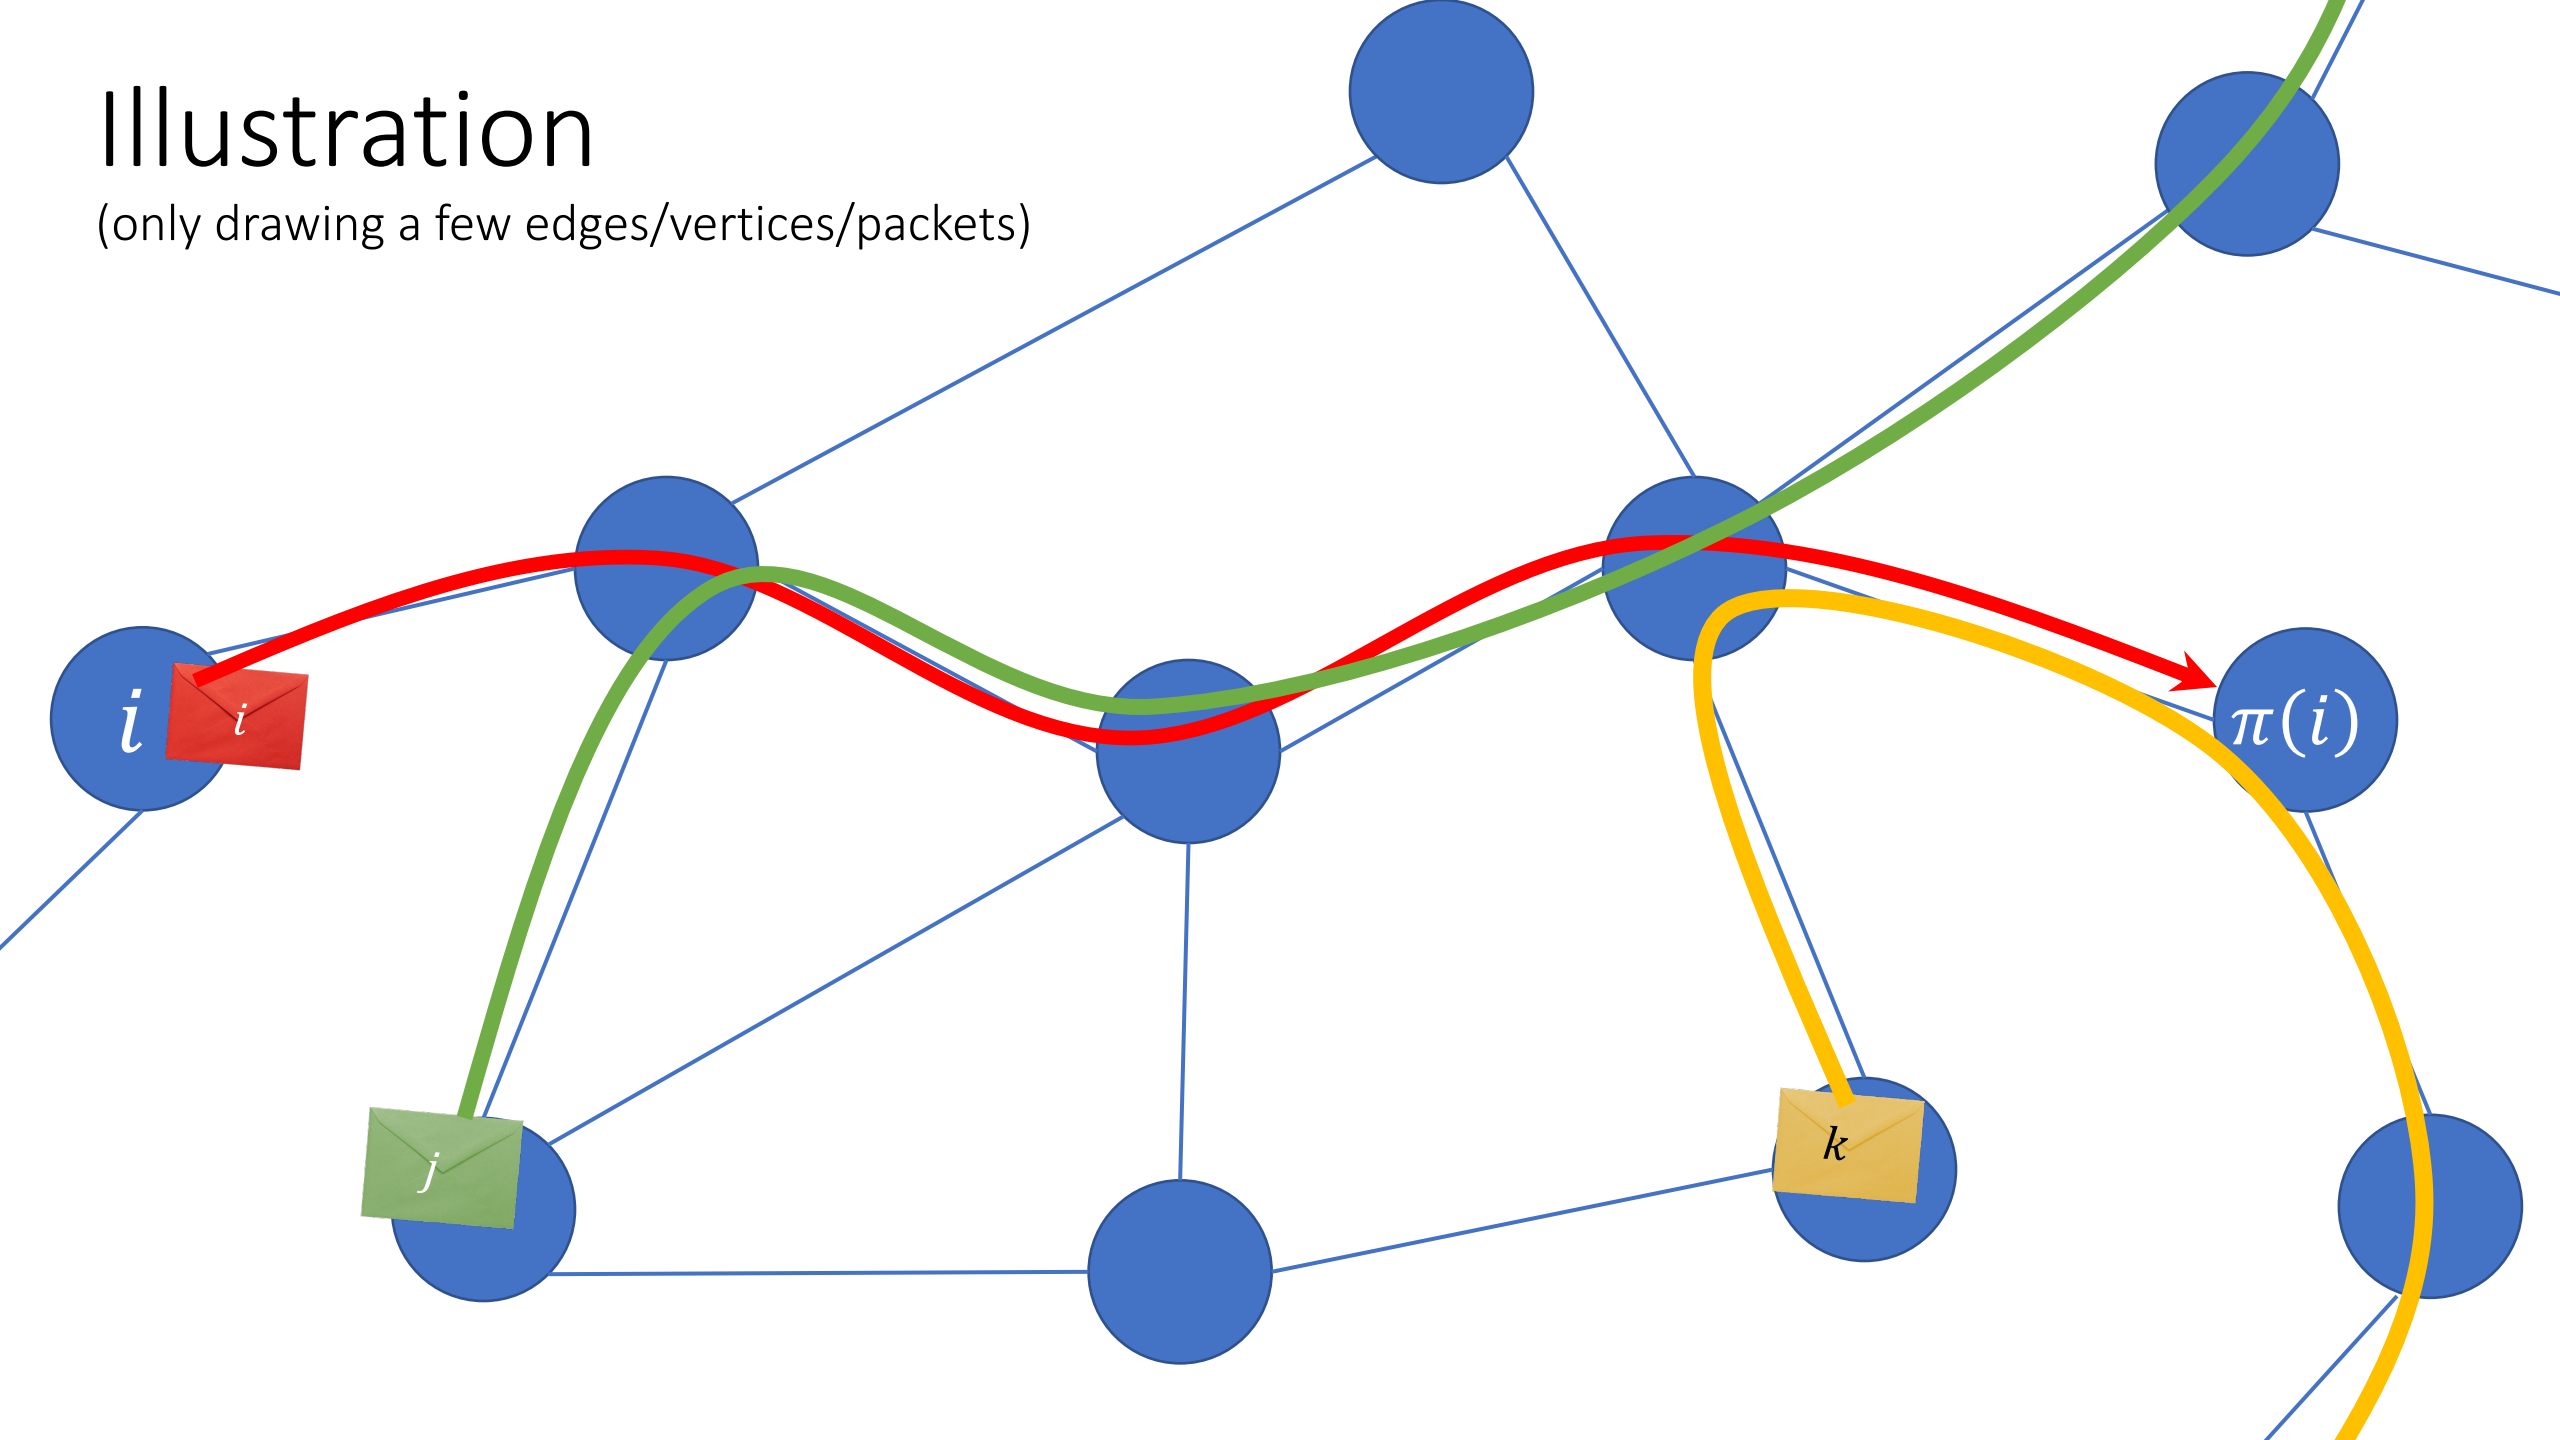 Illustration
(only drawing a few edges/vertices/packets)
i
i
π(i)
j
k